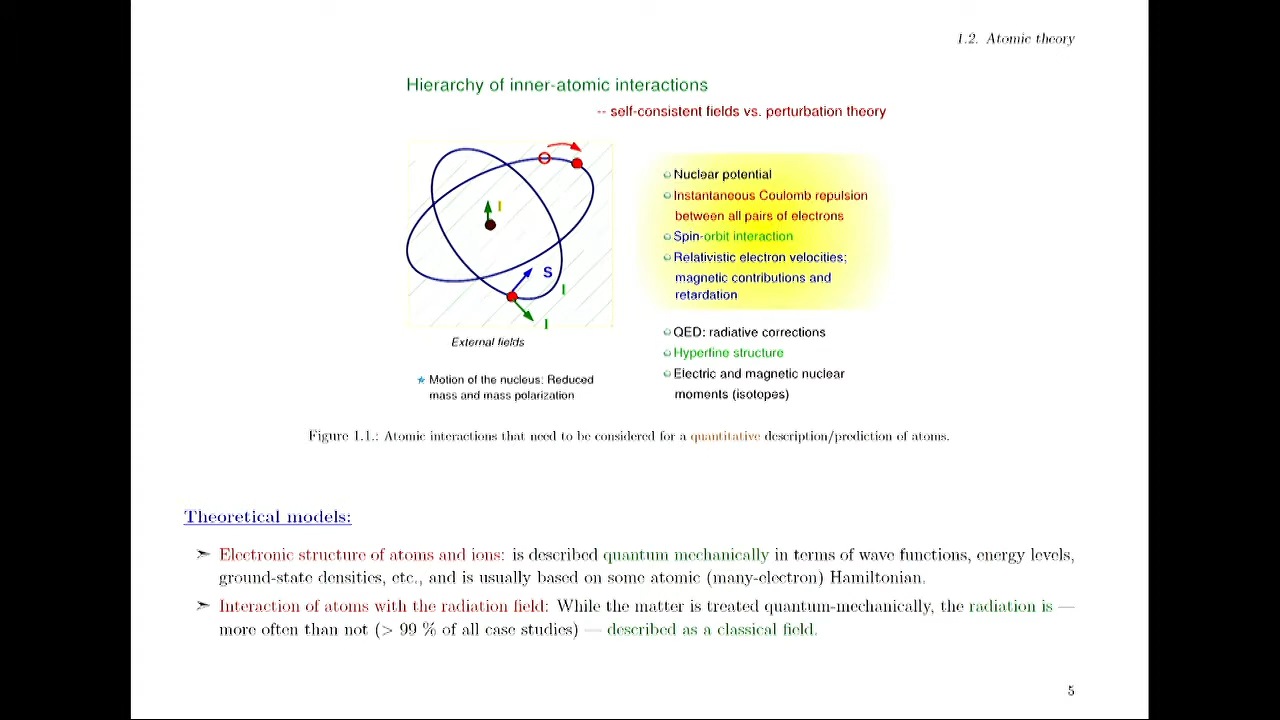 1.2. Atomic theory
Hierarchy of inner-atomic interactions
-- self-consistent fields vs. perturbation theory
I
S
l
l
External fields
★ Motion of the nucleus: Reduced
mass and mass polarization
Nuclear potential
Instantaneous Coulomb repulsion
between all pairs of electrons
Spin-orbit interaction
Relativistic electron velocities;
magnetic contributions and
retardation
QED: radiative corrections
Hyperfine structure
Electric and magnetic nuclear
moments (isotopes)
Figure 1.1.: Atomic interactions that need to be considered for a quantitative description/prediction of atoms.
Theoretical models:
➣ Electronic structure of atoms and ions: is described quantum mechanically in terms of wave functions, energy levels,
ground-state densities, etc., and is usually based on some atomic (many-electron) Hamiltonian.
➣ Interaction of atoms with the radiation field: While the matter is treated quantum-mechanically, the radiation is —
more often than not (> 99 % of all case studies) — described as a classical field.
5